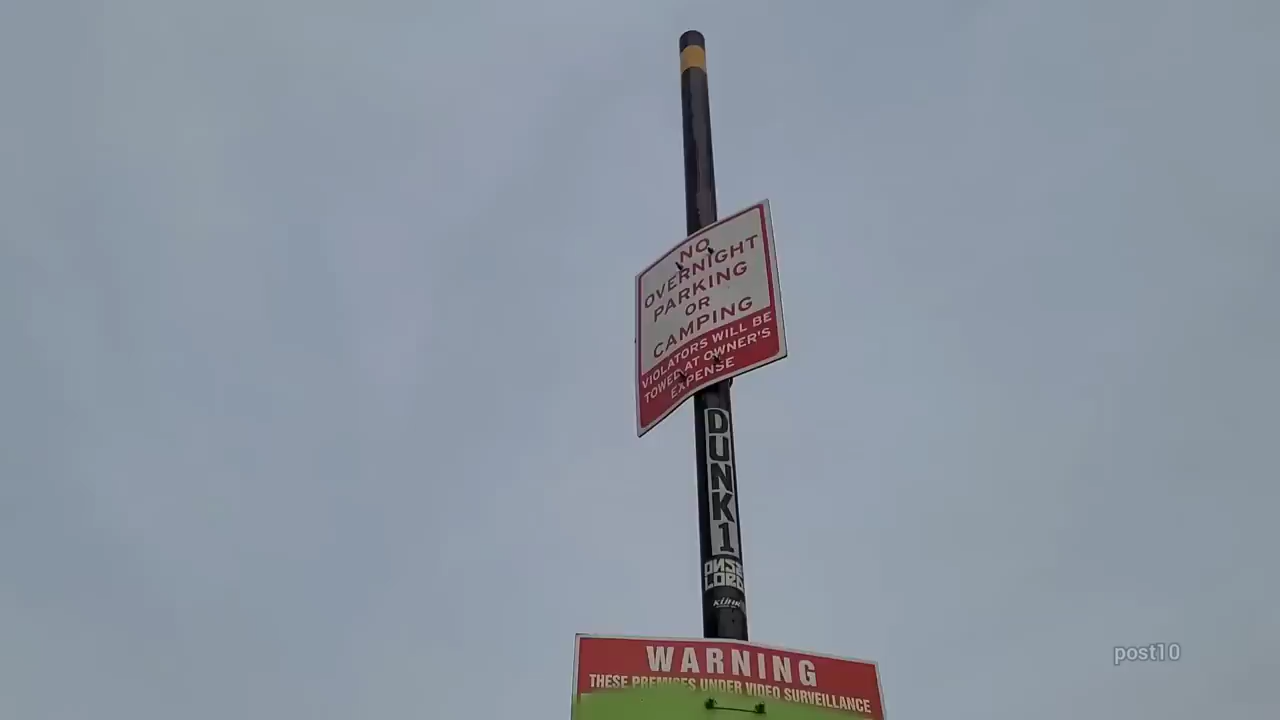 NO
OVERNIGHT
PARKING
OR
CAMPING
VIOLATORS WILL BE
TOWED AT OWNER'S
EXPENSE
DUNK1
WARNING
THESE PREMISES UNDER VIDEO SURVEILLANCE
post10